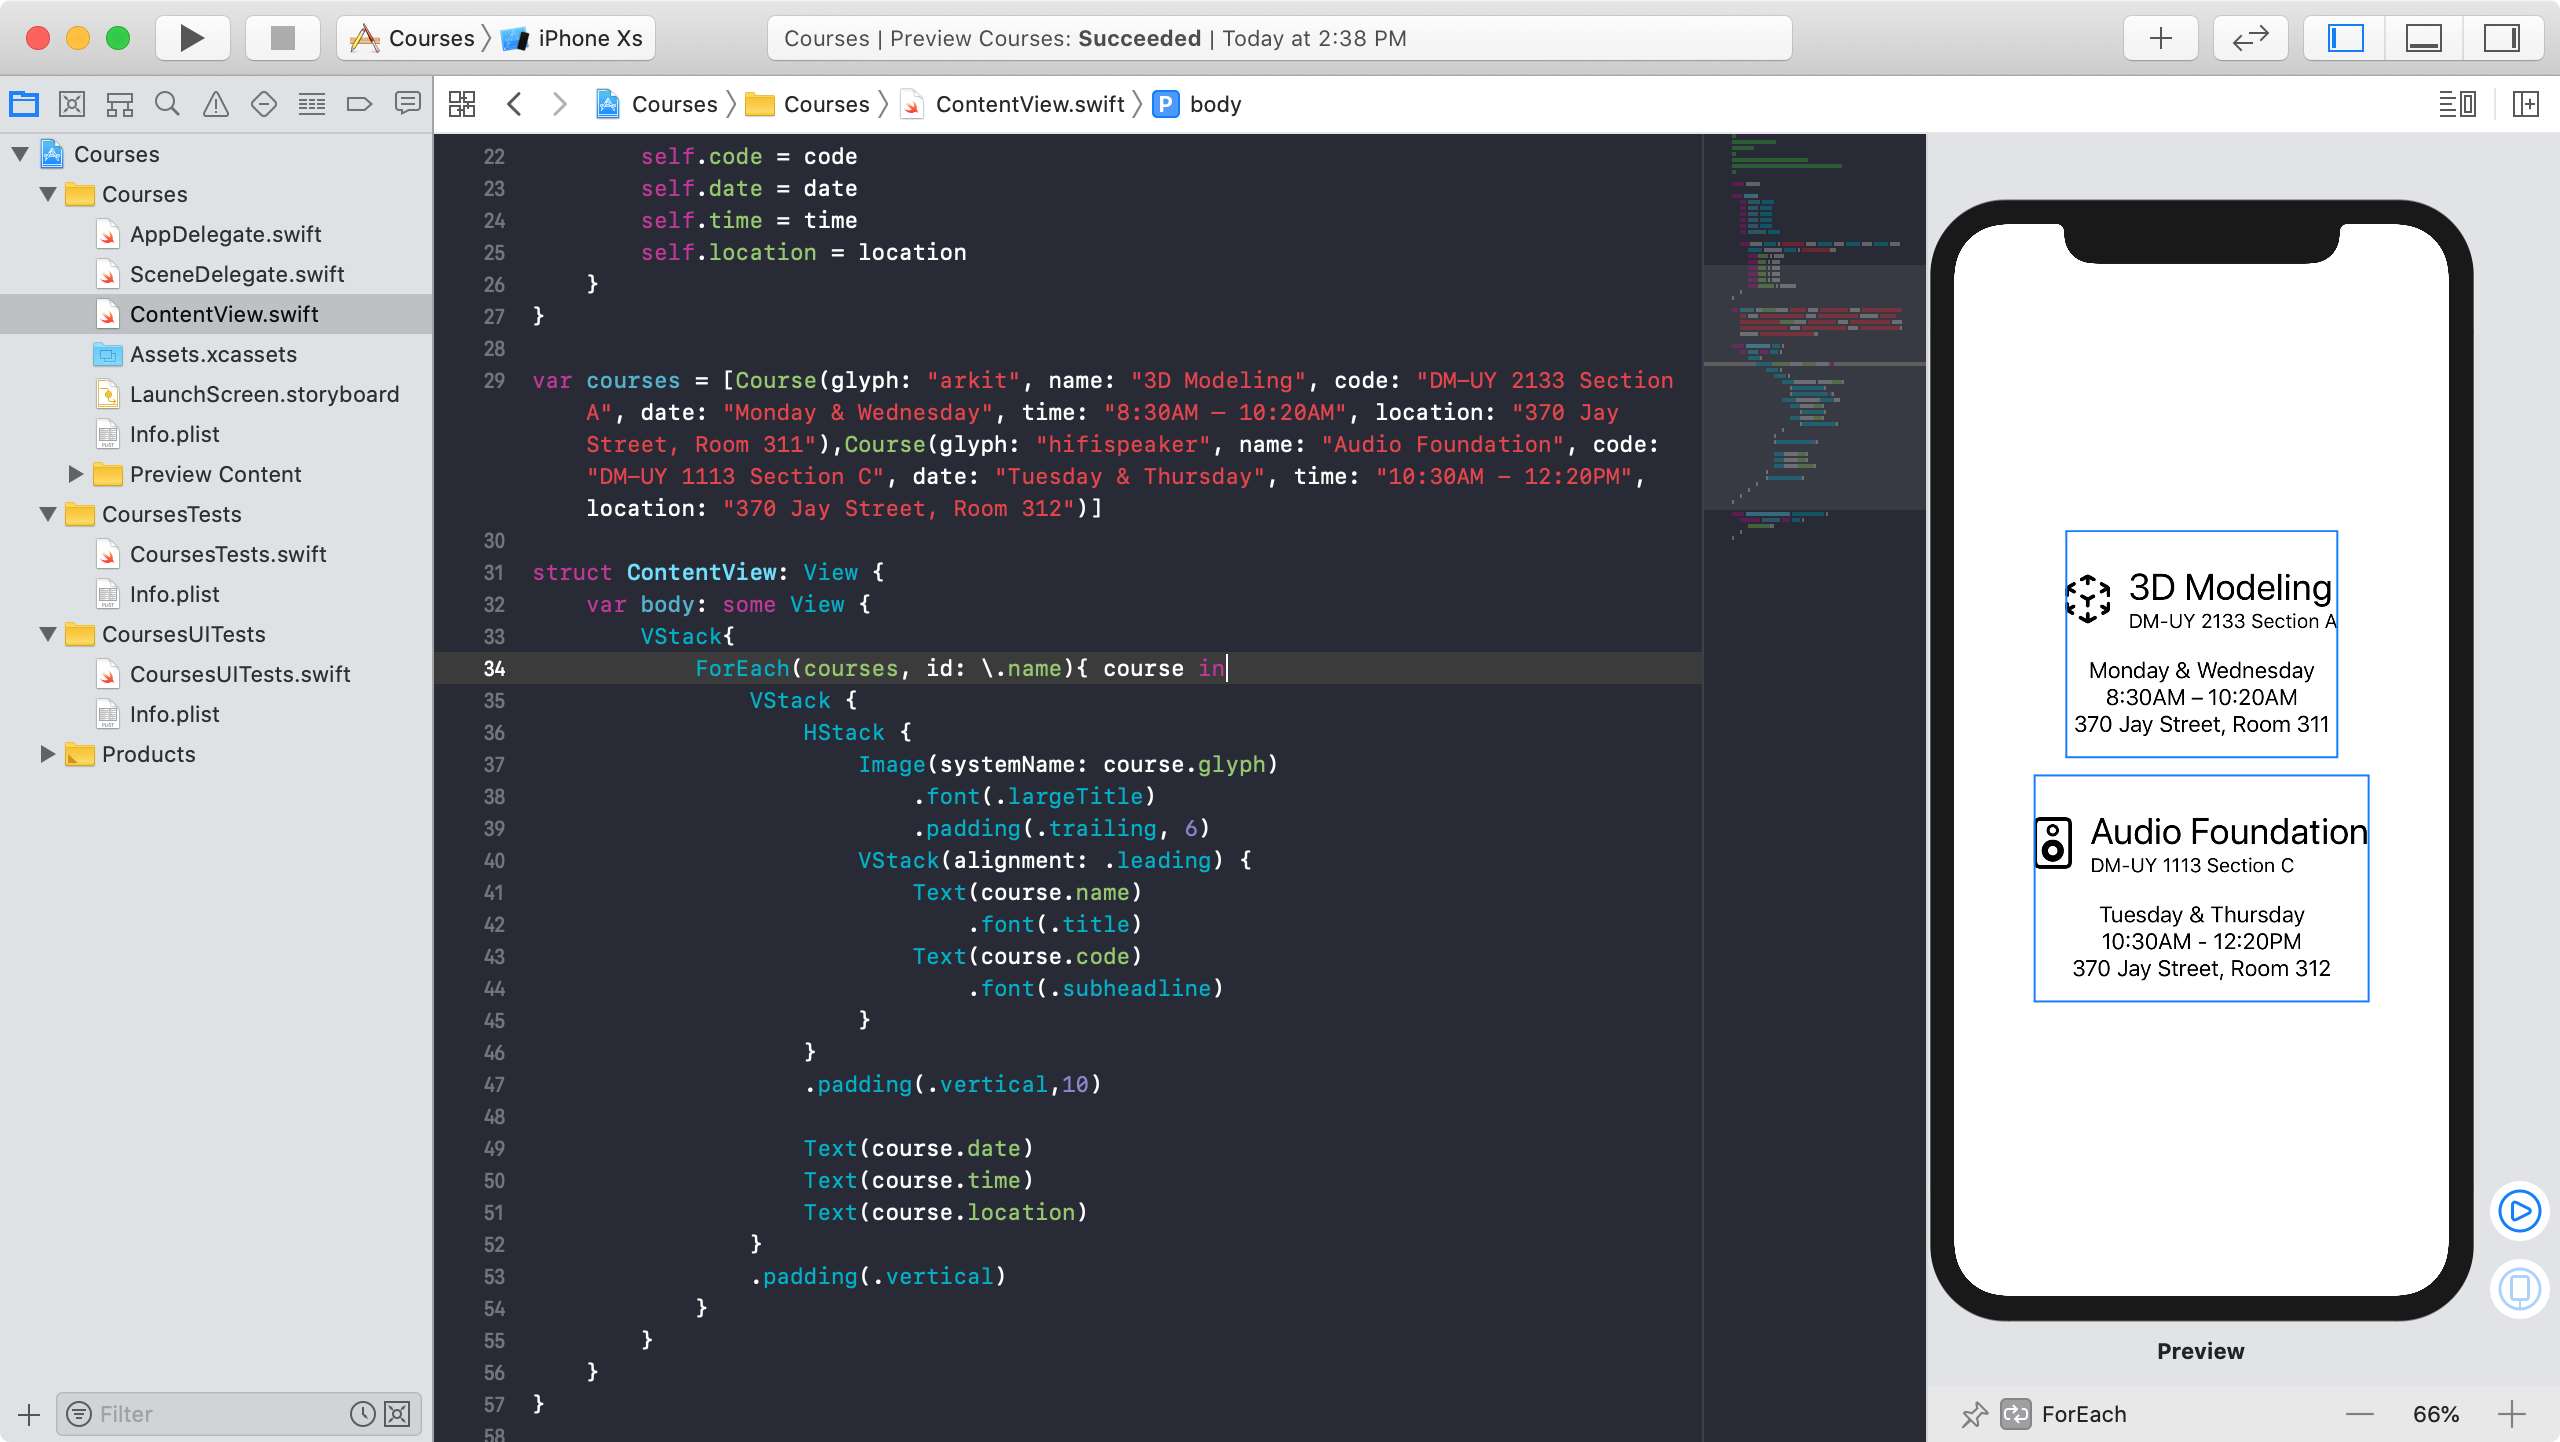 Courses 〉 iPhone Xs
Courses | Preview Courses: Succeeded | Today at 2:38 PM
Courses 〉 Courses 〉 ContentView.swift 〉 P body
Courses
Courses
AppDelegate.swift
SceneDelegate.swift
ContentView.swift
Assets.xcassets
LaunchScreen.storyboard
Info.plist
Preview Content
CoursesTests
CoursesTests.swift
Info.plist
CoursesUITests
CoursesUITests.swift
Info.plist
Products
Filter
22 self.code = code
23 self.date = date
24 self.time = time
25 self.location = location
26 }
27 }
28
29 var courses = [Course(glyph: "arkit", name: "3D Modeling", code: "DM–UY 2133 Section
A", date: "Monday & Wednesday", time: "8:30AM – 10:20AM", location: "370 Jay
Street, Room 311"),Course(glyph: "hifispeaker", name: "Audio Foundation", code:
"DM–UY 1113 Section C", date: "Tuesday & Thursday", time: "10:30AM - 12:20PM",
location: "370 Jay Street, Room 312")]
30
31 struct ContentView: View {
32 var body: some View {
33 VStack{
34 ForEach(courses, id: \.name){ course in
35 VStack {
36 HStack {
37 Image(systemName: course.glyph)
38 .font(.largeTitle)
39 .padding(.trailing, 6)
40 VStack(alignment: .leading) {
41 Text(course.name)
42 .font(.title)
43 Text(course.code)
44 .font(.subheadline)
45 }
46 }
47 .padding(.vertical,10)
48
49 Text(course.date)
50 Text(course.time)
51 Text(course.location)
52 }
53 .padding(.vertical)
54 }
55 }
56 }
57 }
58
3D Modeling
DM-UY 2133 Section A
Monday & Wednesday
8:30AM – 10:20AM
370 Jay Street, Room 311
Audio Foundation
DM-UY 1113 Section C
Tuesday & Thursday
10:30AM - 12:20PM
370 Jay Street, Room 312
Preview
ForEach
66%